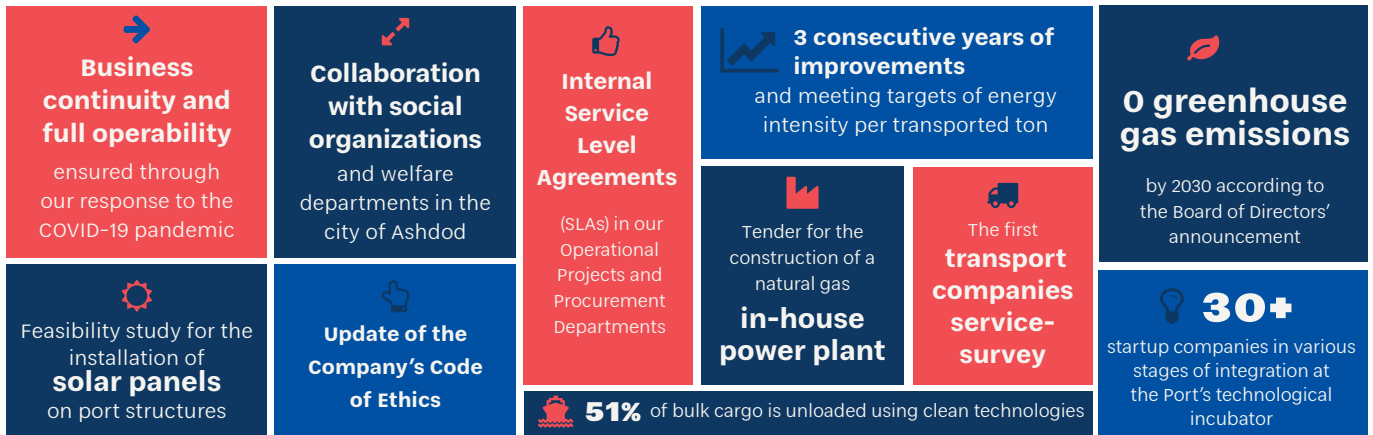 Business
continuity and
full operability
ensured through
our response to the
COVID-19 pandemic
Collaboration
with social
organizations
and welfare
departments in the
city of Ashdod
Internal
Service
Level
Agreements
(SLAs) in our
Operational
Projects and
Procurement
Departments
3 consecutive years of
improvements
and meeting targets of energy
intensity per transported ton
0 greenhouse
gas emissions
by 2030 according to
the Board of Directors’
announcement
Feasibility study for the
installation of
solar panels
on port structures
Update of the
Company’s Code
of Ethics
Tender for the
construction of a
natural gas
in-house
power plant
The first
transport
companies
service-
survey
30+
startup companies in various
stages of integration at
the Port’s technological
incubator
51% of bulk cargo is unloaded using clean technologies